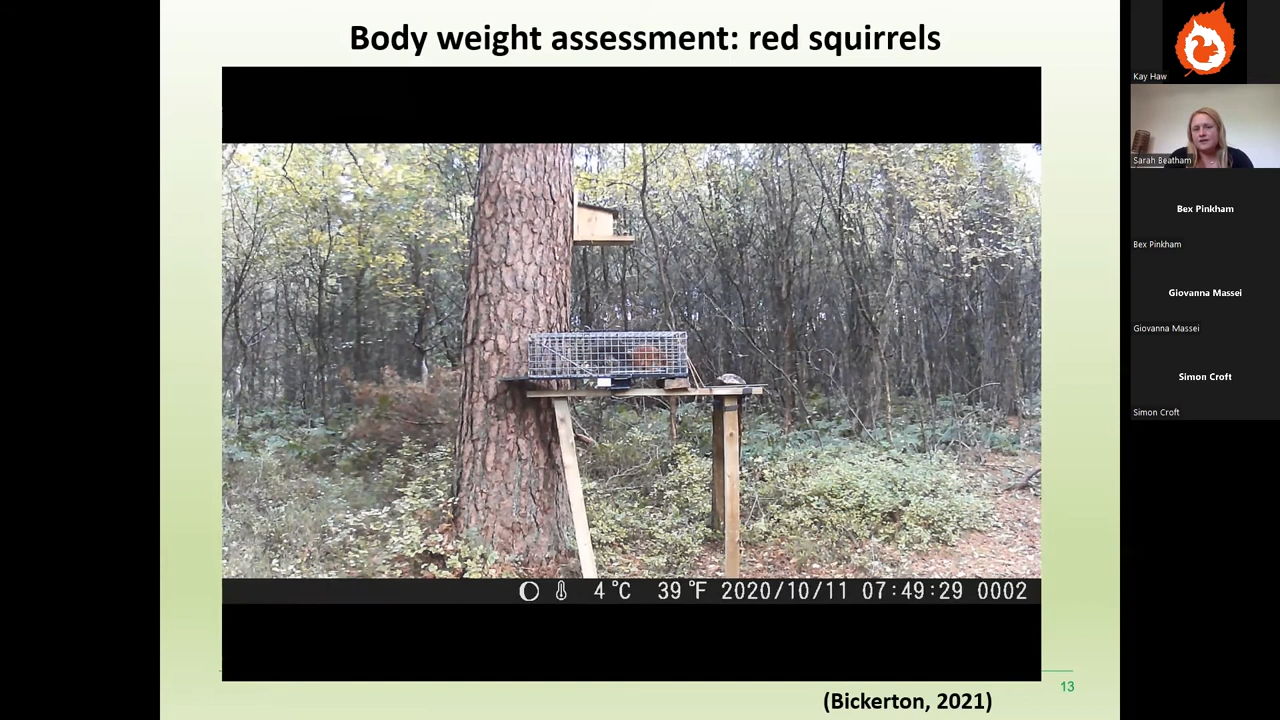 Body weight assessment: red squirrels
4 °C 39 °F 2020/10/11 07:49:29 0002
13
(Bickerton, 2021)
Kay Haw
Sarah Beatham
Bex Pinkham
Bex Pinkham
Giovanna Massei
Giovanna Massei
Simon Croft
Simon Croft